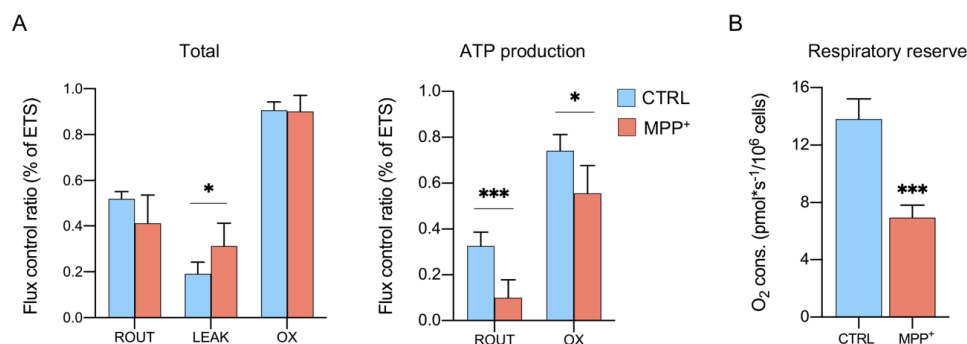 A
Total
Flux control ratio (% of ETS)
1.0
0.8
0.6
0.4
0.2
0.0
*
ROUT LEAK OX
ATP production
Flux control ratio (% of ETS)
1.0
0.8
0.6
0.4
0.2
0.0
***
*
ROUT OX
CTRL
MPP⁺
B
Respiratory reserve
O₂ cons. (pmol*s⁻¹/10⁶ cells)
16
12
8
4
0
***
CTRL MPP⁺